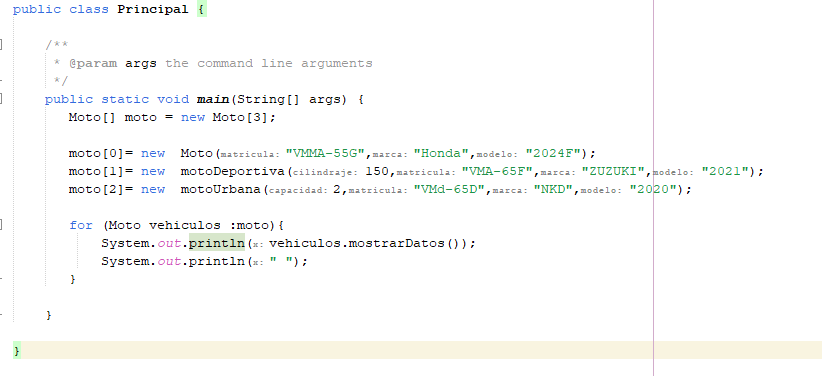 public class Principal {
/**
* @param args the command line arguments
*/
public static void main(String[] args) {
Moto[] moto = new Moto[3];
moto[0]= new  Moto(matricula: "VMMA-55G",marca: "Honda",modelo: "2024F");
moto[1]= new  motoDeportiva(cilindraje: 150,matricula: "VMA-65F",marca: "ZUZUKI",modelo: "2021");
moto[2]= new  motoUrbana(capacidad: 2,matricula: "VMd-65D",marca: "NKD",modelo: "2020");
for (Moto vehiculos :moto){
System.out.println(x: vehiculos.mostrarDatos());
System.out.println(x: " ");
}
}
}